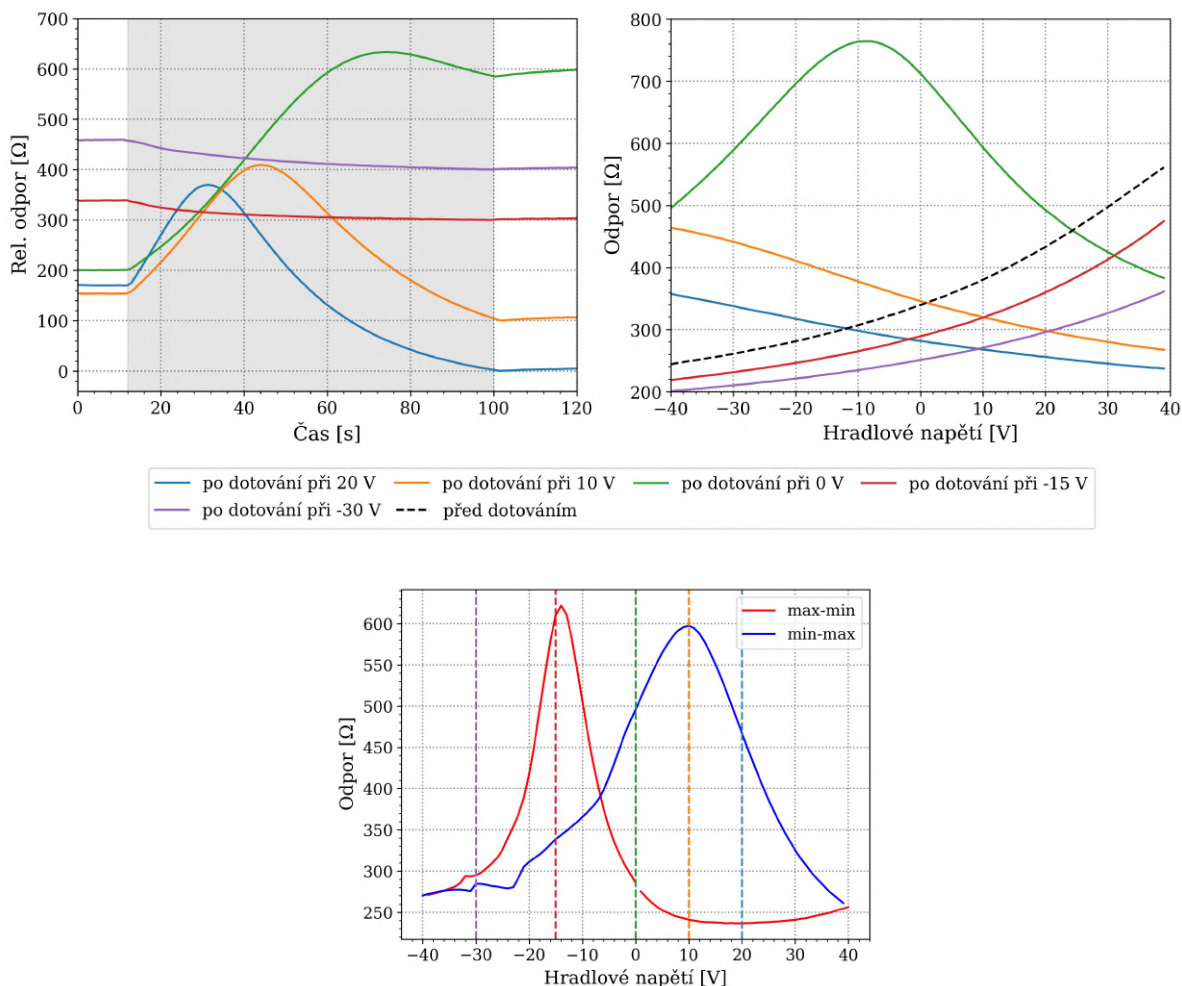 700
600
500
400
300
200
100
0
Rel. odpor [Ω]
0 20 40 60 80 100 120
Čas [s]
800
700
600
500
400
300
200
Odpor [Ω]
−40 −30 −20 −10 0 10 20 30 40
Hradlové napětí [V]
po dotování při 20 V po dotování při 10 V po dotování při 0 V po dotování při -15 V
po dotování při -30 V před dotováním
600
550
500
450
400
350
300
250
Odpor [Ω]
max-min
min-max
−40 −30 −20 −10 0 10 20 30 40
Hradlové napětí [V]